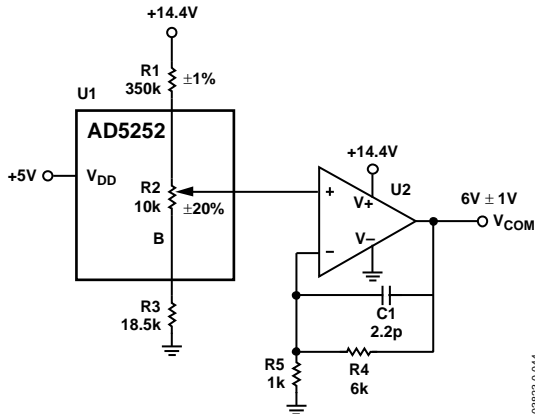 +14.4V
R1
350k
±1%
U1
AD5252
+5V
VDD
R2
10k
±20%
B
R3
18.5k
+14.4V
U2
V+
+
–
V–
6V ± 1V
VCOM
C1
2.2p
R5
1k
R4
6k